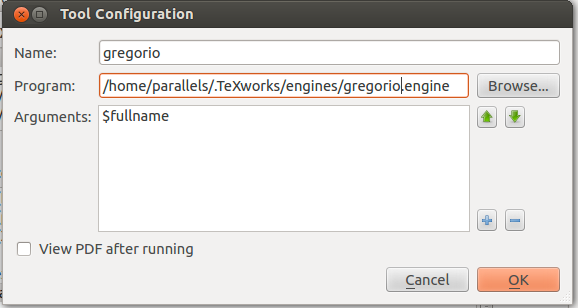 Tool Configuration
Name: gregorio
Program: /home/parallels/.TeXworks/engines/gregorio.engine Browse...
Arguments: $fullname
View PDF after running
Cancel OK